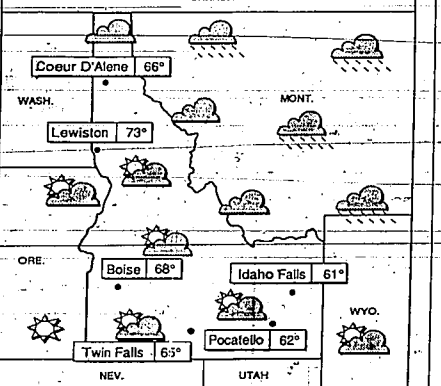 Coeur D'Alene 66°
WASH.
MONT.
Lewiston 73°
ORE.
Boise 68°
Idaho Falls 61°
WYO.
Pocatello 62°
Twin Falls 65°
NEV.
UTAH